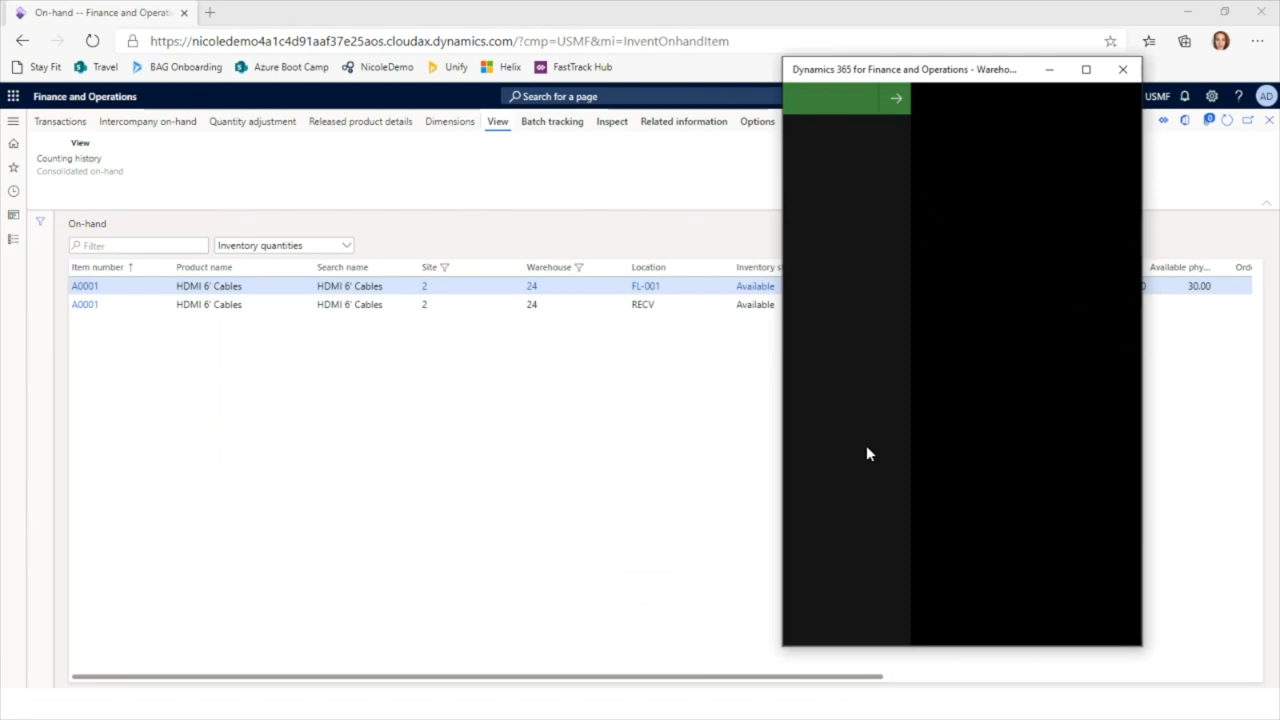 On-hand -- Finance and Operati
https://nicoledemo4a1c4d91aaf37e25aos.cloudax.dynamics.com/?cmp=USMF&mi=InventOnhandItem
Stay Fit Travel BAG Onboarding Azure Boot Camp NicoleDemo Unify Helix FastTrack Hub
Dynamics 365 for Finance and Operations - Wareho...
Finance and Operations Search for a page USMF ? AD
Transactions Intercompany on-hand Quantity adjustment Released product details Dimensions View Batch tracking Inspect Related information Options
View
Counting history
Consolidated on-hand
On-hand
Filter Inventory quantities
Item number Product name Search name Site Warehouse Location Inventory s Available phy... Ord
A0001 HDMI 6' Cables HDMI 6' Cables 2 24 FL-001 Available 0 30.00
A0001 HDMI 6' Cables HDMI 6' Cables 2 24 RECV Available